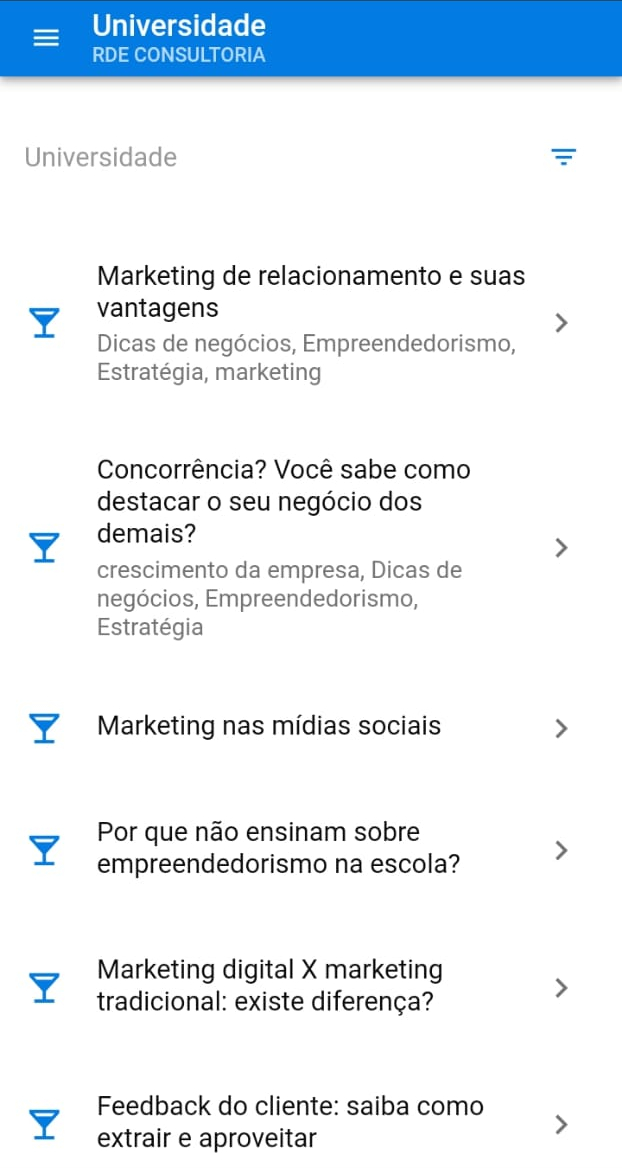 Universidade
RDE CONSULTORIA
Universidade
Marketing de relacionamento e suas
vantagens
Dicas de negócios, Empreendedorismo,
Estratégia, marketing
Concorrência? Você sabe como
destacar o seu negócio dos
demais?
crescimento da empresa, Dicas de
negócios, Empreendedorismo,
Estratégia
Marketing nas mídias sociais
Por que não ensinam sobre
empreendedorismo na escola?
Marketing digital X marketing
tradicional: existe diferença?
Feedback do cliente: saiba como
extrair e aproveitar